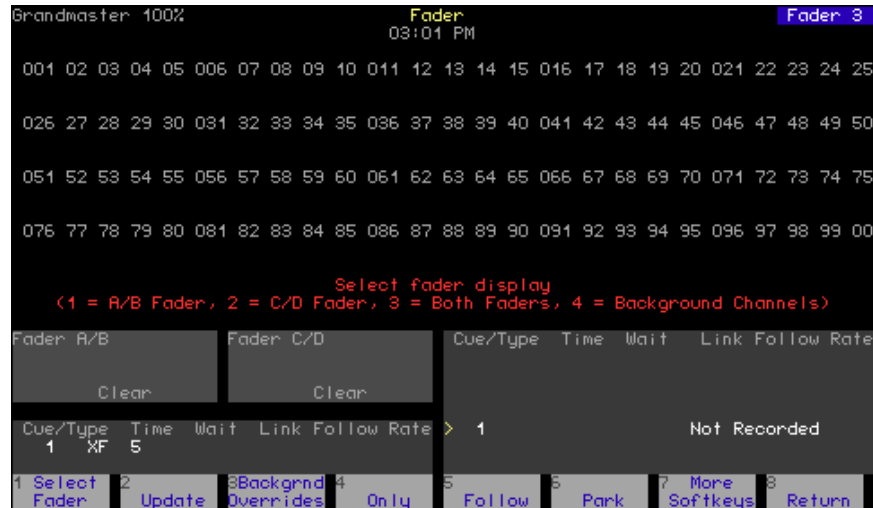 Grandmaster 100% Fader Fader 3
03:01 PM
001 02 03 04 05 006 07 08 09 10 011 12 13 14 15 016 17 18 19 20 021 22 23 24 25
026 27 28 29 30 031 32 33 34 35 036 37 38 39 40 041 42 43 44 45 046 47 48 49 50
051 52 53 54 55 056 57 58 59 60 061 62 63 64 65 066 67 68 69 70 071 72 73 74 75
076 77 78 79 80 081 82 83 84 85 086 87 88 89 90 091 92 93 94 95 096 97 98 99 00
Select fader display
(1 = A/B Fader, 2 = C/D Fader, 3 = Both Faders, 4 = Background Channels)
Fader A/B Fader C/D Cue/Type Time Wait Link Follow Rate
Clear Clear
Cue/Type Time Wait Link Follow Rate > 1 Not Recorded
1 XF 5
1 Select 2 3Backgrnd 4 5 6 7 More 8
Fader Update Overrides Only Follow Park Softkeys Return